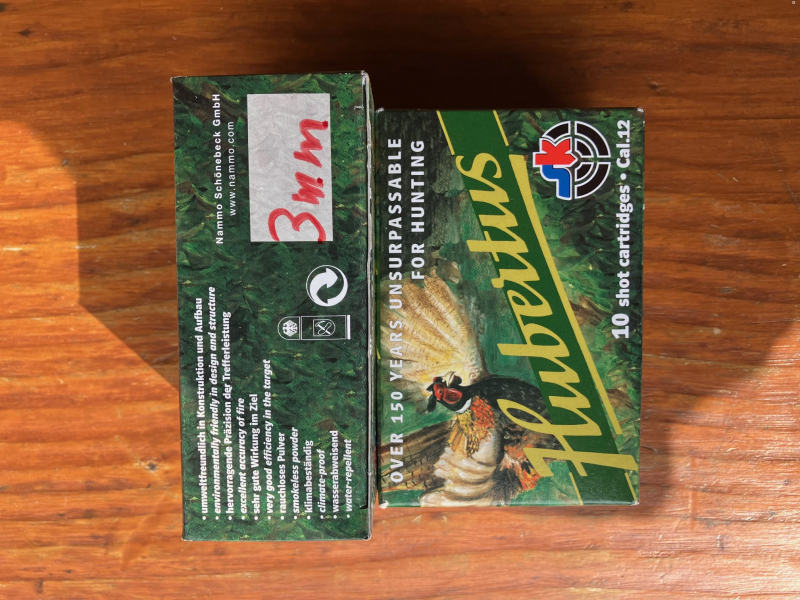 Nammo Schönebeck GmbH
www.nammo.com
3 m.m.
• umweltfreundlich in Konstruktion und Aufbau
• environmentally friendly in design and structure
• hervorragende Präzision der Trefferleistung
• excellent accuracy of fire
• sehr gute Wirkung im Ziel
• very good efficiency in the target
• rauchloses Pulver
• smokeless powder
• klimabeständig
• climate-proof
• wasserabweisend
• water-repellent
OVER 150 YEARS UNSURPASSABLE
FOR HUNTING
Hubertus
sk
10 shot cartridges • Cal.12